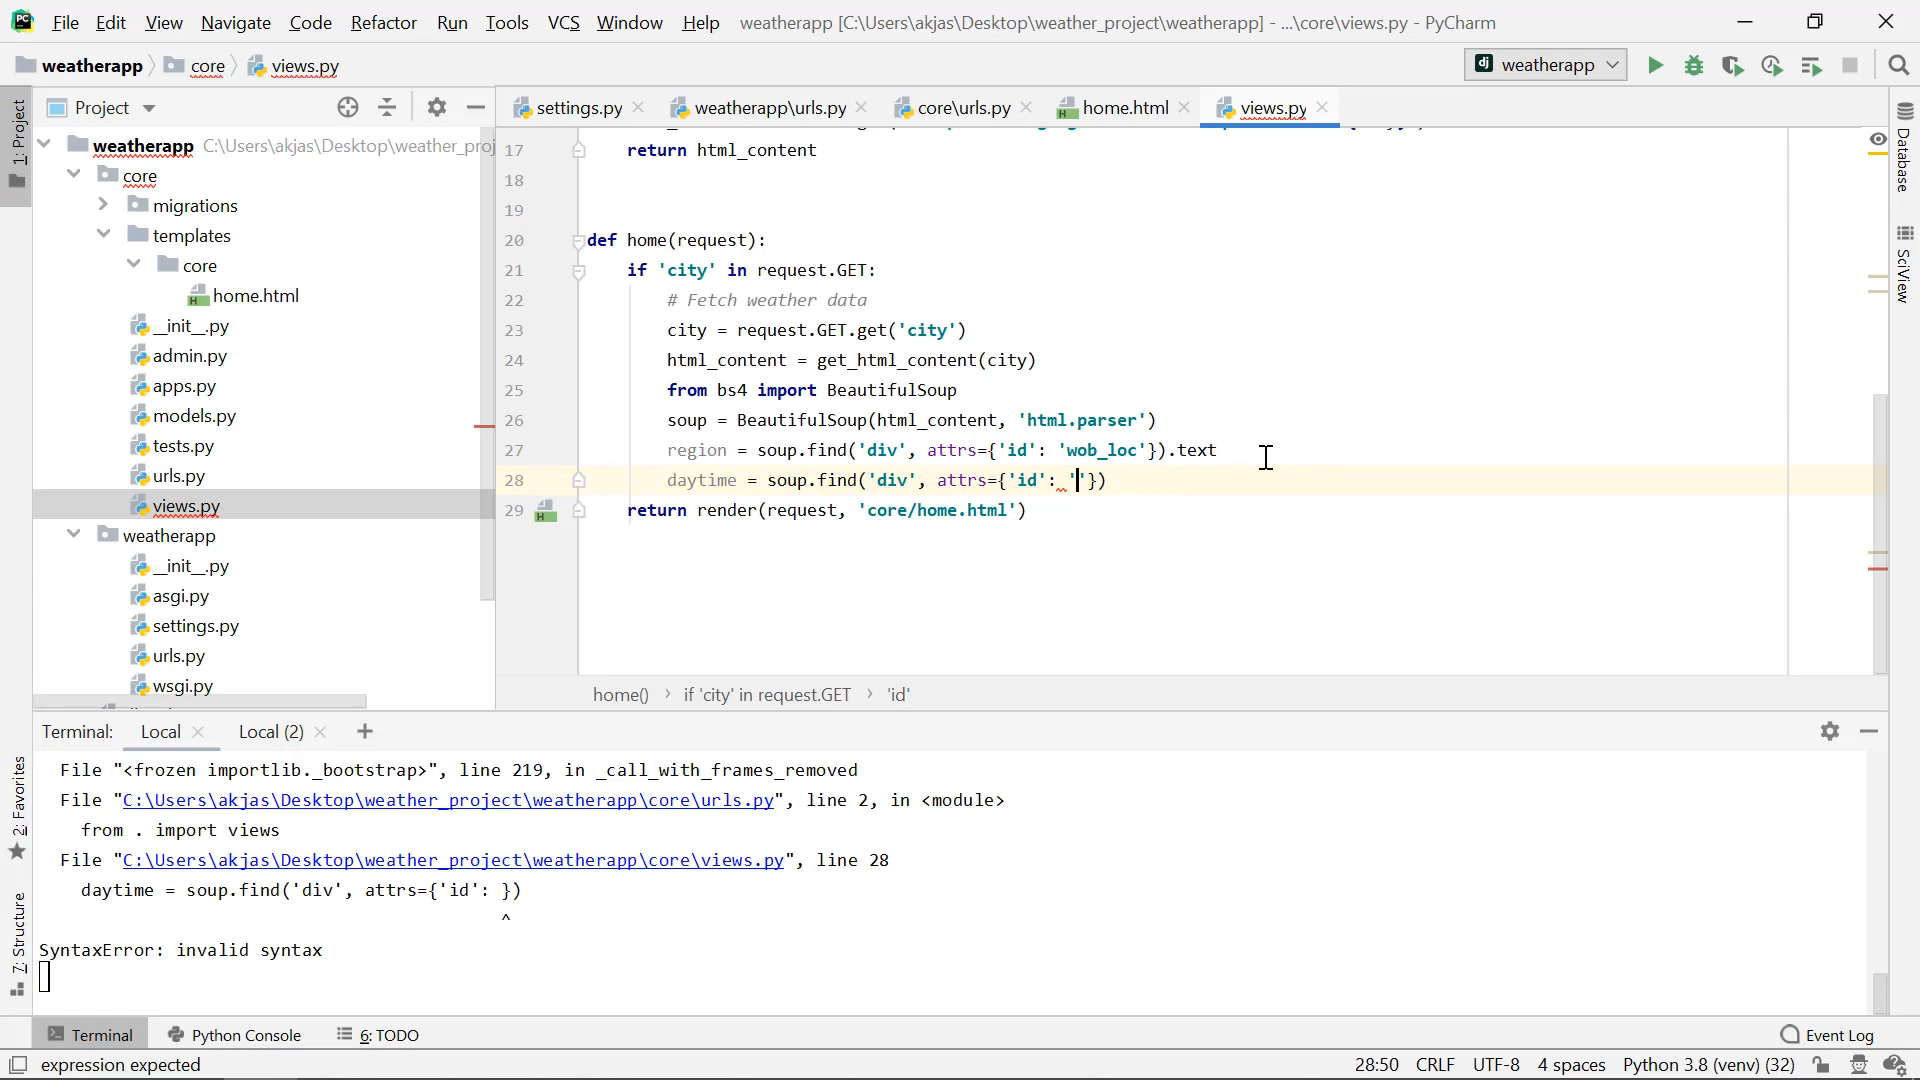 File Edit View Navigate Code Refactor Run Tools VCS Window Help weatherapp [C:\Users\akjas\Desktop\weather_project\weatherapp] - ...\core\views.py - PyCharm
weatherapp core views.py
dj weatherapp
Project
settings.py weatherapp\urls.py core\urls.py home.html views.py
1: Project
weatherapp C:\Users\akjas\Desktop\weather_proj
core
migrations
templates
core
home.html
__init__.py
admin.py
apps.py
models.py
tests.py
urls.py
views.py
weatherapp
__init__.py
asgi.py
settings.py
urls.py
wsgi.py
17 return html_content
18
19
20 def home(request):
21 if 'city' in request.GET:
22 # Fetch weather data
23 city = request.GET.get('city')
24 html_content = get_html_content(city)
25 from bs4 import BeautifulSoup
26 soup = BeautifulSoup(html_content, 'html.parser')
27 region = soup.find('div', attrs={'id': 'wob_loc'}).text
28 daytime = soup.find('div', attrs={'id': ''})
29 return render(request, 'core/home.html')
home() if 'city' in request.GET 'id'
Database
SciView
2: Favorites
7: Structure
Terminal: Local Local (2)
File "<frozen importlib._bootstrap>", line 219, in _call_with_frames_removed
File "C:\Users\akjas\Desktop\weather_project\weatherapp\core\urls.py", line 2, in <module>
from . import views
File "C:\Users\akjas\Desktop\weather_project\weatherapp\core\views.py", line 28
daytime = soup.find('div', attrs={'id': })
^
SyntaxError: invalid syntax
Terminal Python Console 6: TODO Event Log
expression expected 28:50 CRLF UTF-8 4 spaces Python 3.8 (venv) (32)